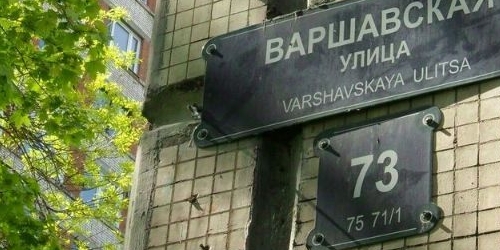 ВАРШАВСКАЯ
УЛИЦА
VARSHAVSKAYA ULITSA
73
75 71/1